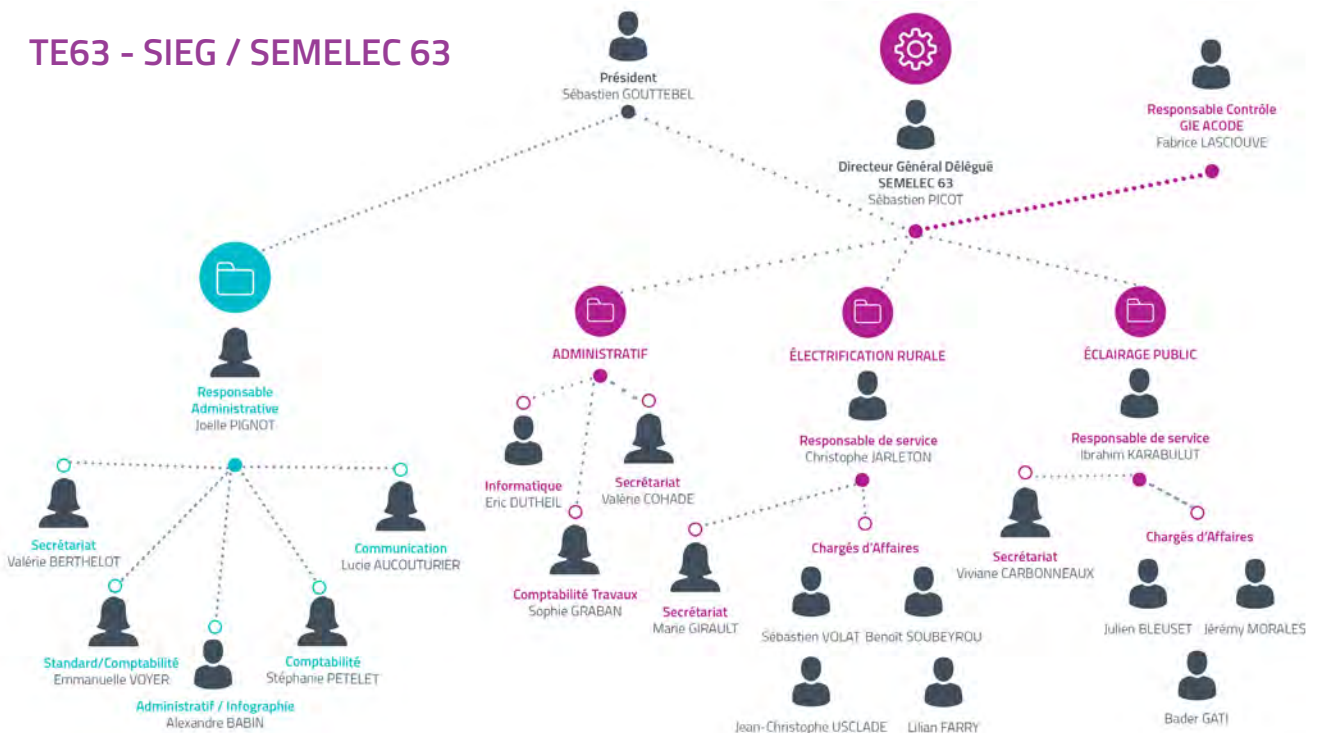 TE63 - SIEG / SEMELEC 63
Président
Sébastien GOUTTEBEL
Directeur Général Délégué
SEMELEC 63
Sébastien PICOT
Responsable Contrôle
GIE ACODE
Fabrice LASCIOUVE
Responsable
Administrative
Joelle PIGNOT
Secrétariat
Valérie BERTHELOT
Standard/Comptabilité
Emmanuelle VOYER
Administratif / Infographie
Alexandre BABIN
Comptabilité
Stéphanie PETELET
Communication
Lucie AUCOUTURIER
ADMINISTRATIF
Informatique
Eric DUTHEIL
Comptabilité Travaux
Sophie GRABAN
Secrétariat
Valérie COHADE
ÉLECTRIFICATION RURALE
Responsable de service
Christophe JARLETON
Secrétariat
Marie GIRAULT
Chargés d'Affaires
Sébastien VOLAT Benoît SOUBEYROU
Jean-Christophe USCLADE Lilian FARRY
ÉCLAIRAGE PUBLIC
Responsable de service
Ibrahim KARABULUT
Secrétariat
Viviane CARBONNEAUX
Chargés d'Affaires
Julien BLEUSET Jérémy MORALES
Bader GATI